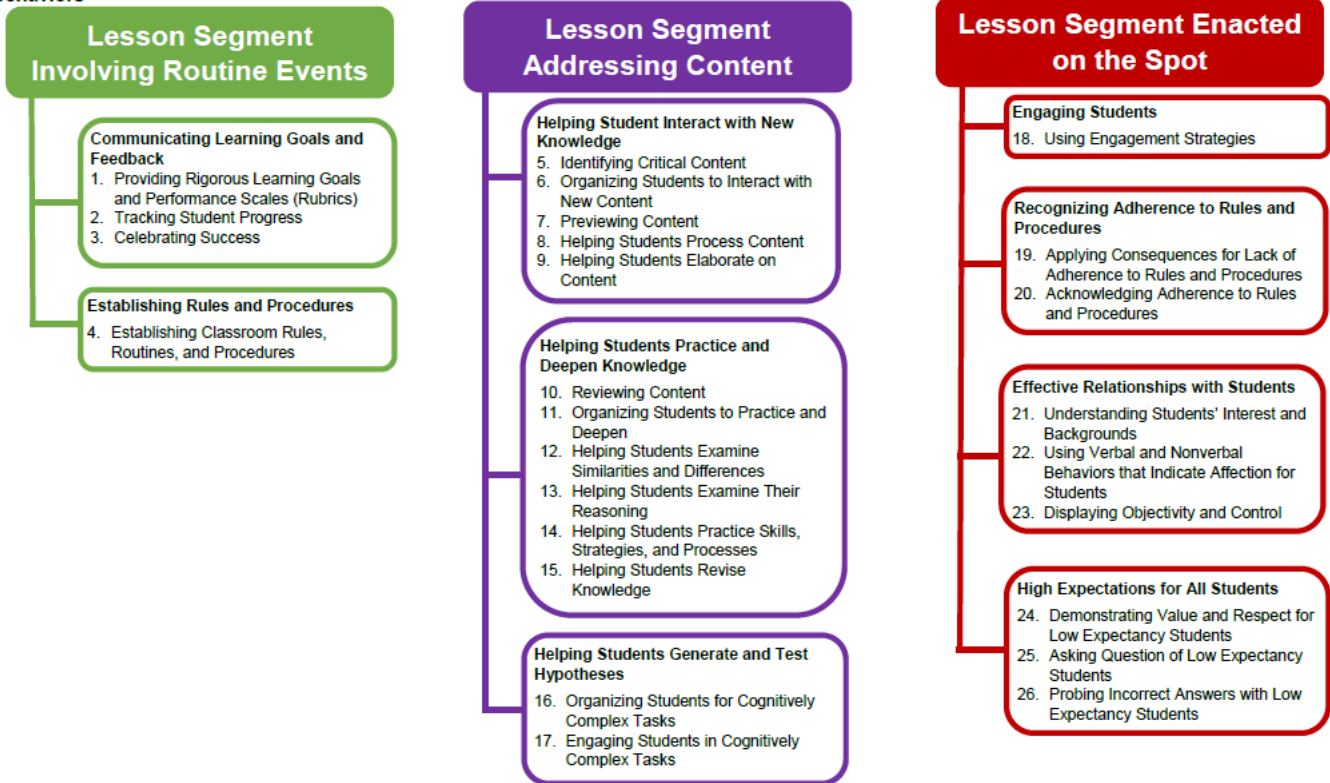 Lesson Segment
Involving Routine Events
Communicating Learning Goals and
Feedback
1. Providing Rigorous Learning Goals
and Performance Scales (Rubrics)
2. Tracking Student Progress
3. Celebrating Success
Establishing Rules and Procedures
4. Establishing Classroom Rules,
Routines, and Procedures
Lesson Segment
Addressing Content
Helping Student Interact with New
Knowledge
5. Identifying Critical Content
6. Organizing Students to Interact with
New Content
7. Previewing Content
8. Helping Students Process Content
9. Helping Students Elaborate on
Content
Helping Students Practice and
Deepen Knowledge
10. Reviewing Content
11. Organizing Students to Practice and
Deepen
12. Helping Students Examine
Similarities and Differences
13. Helping Students Examine Their
Reasoning
14. Helping Students Practice Skills,
Strategies, and Processes
15. Helping Students Revise
Knowledge
Helping Students Generate and Test
Hypotheses
16. Organizing Students for Cognitively
Complex Tasks
17. Engaging Students in Cognitively
Complex Tasks
Lesson Segment Enacted
on the Spot
Engaging Students
18. Using Engagement Strategies
Recognizing Adherence to Rules and
Procedures
19. Applying Consequences for Lack of
Adherence to Rules and Procedures
20. Acknowledging Adherence to Rules
and Procedures
Effective Relationships with Students
21. Understanding Students' Interest and
Backgrounds
22. Using Verbal and Nonverbal
Behaviors that Indicate Affection for
Students
23. Displaying Objectivity and Control
High Expectations for All Students
24. Demonstrating Value and Respect for
Low Expectancy Students
25. Asking Question of Low Expectancy
Students
26. Probing Incorrect Answers with Low
Expectancy Students